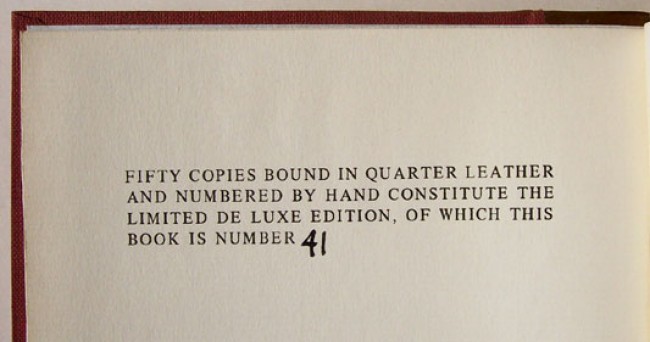 FIFTY COPIES BOUND IN QUARTER LEATHER
AND NUMBERED BY HAND CONSTITUTE THE
LIMITED DE LUXE EDITION, OF WHICH THIS
BOOK IS NUMBER 41